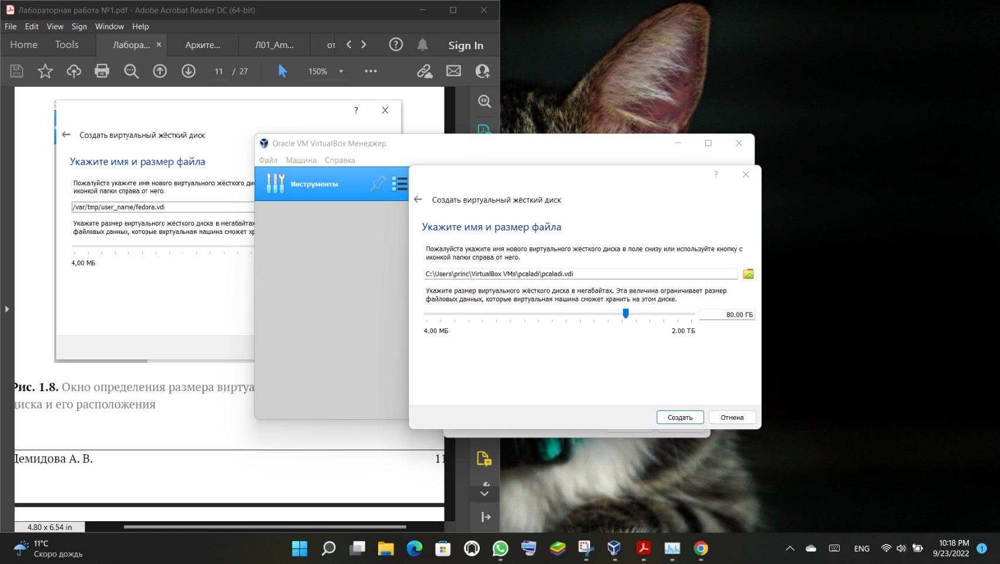 Лабораторная работа №1.pdf - Adobe Acrobat Reader DC (64-bit)
File Edit View Sign Window Help
Home Tools Лабора... × Архите... Л01_Am... от Sign In
11 / 27 150%
?
Создать виртуальный жёсткий диск
Укажите имя и размер файла
Пожалуйста укажите имя нового виртуального жёсткого
иконкой папки справа от него.
/var/tmp/user_name/fedora.vdi
Укажите размер виртуального жёсткого диска в мегабайтах
файловых данных, которые виртуальная машина сможет
4,00 МБ
Рис. 1.8. Окно определения размера виртуа
диска и его расположения
Демидова А. В. 11
4.80 x 6.54 in
Oracle VM VirtualBox Менеджер
Файл Машина Справка
Инструменты
?
Создать виртуальный жёсткий диск
Укажите имя и размер файла
Пожалуйста укажите имя нового виртуального жёсткого диска в поле снизу или используйте кнопку с
иконкой папки справа от него.
C:\Users\princ\VirtualBox VMs\pcaladi\pcaladi.vdi
Укажите размер виртуального жёсткого диска в мегабайтах. Эта величина ограничивает размер
файловых данных, которые виртуальная машина сможет хранить на этом диске.
80.00 ГБ
4.00 МБ 2.00 ТБ
Создать Отмена
11°C
Скоро дождь
ENG
10:18 PM
9/23/2022
1